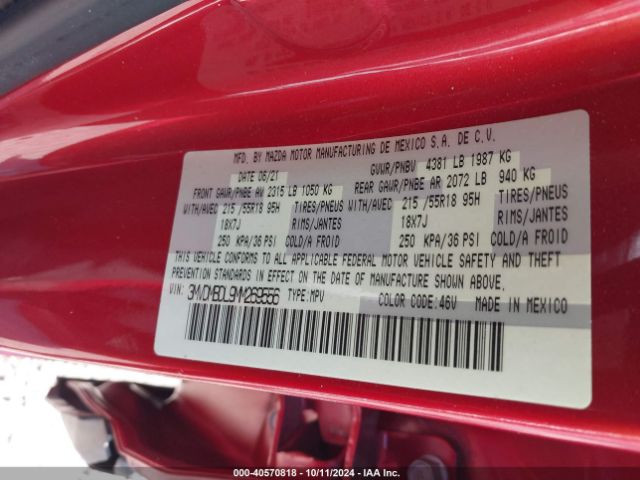 MFD. BY MAZDA MOTOR MANUFACTURING DE MEXICO S.A. DE C.V.
DATE 06/21 GVWR/PNBV 4381 LB 1987 KG
FRONT GAWR/PNBE AV 2315 LB 1050 KG REAR GAWR/PNBE AR 2072 LB 940 KG
WITH/AVEC 215 /55R18 95H TIRES/PNEUS WITH/AVEC 215 /55R18 95H TIRES/PNEUS
18X7J RIMS/JANTES 18X7J RIMS/JANTES
250 KPA/36 PSI COLD/A FROID 250 KPA/36 PSI COLD/A FROID
THIS VEHICLE CONFORMS TO ALL APPLICABLE FEDERAL MOTOR VEHICLE SAFETY AND THEFT
PREVENTION STANDARDS IN EFFECT ON THE DATE OF MANUFACTURE SHOWN ABOVE.
VIN: TYPE:MPV COLOR CODE:46V MADE IN MEXICO
000-40570818 - 10/11/2024 - IAA Inc.